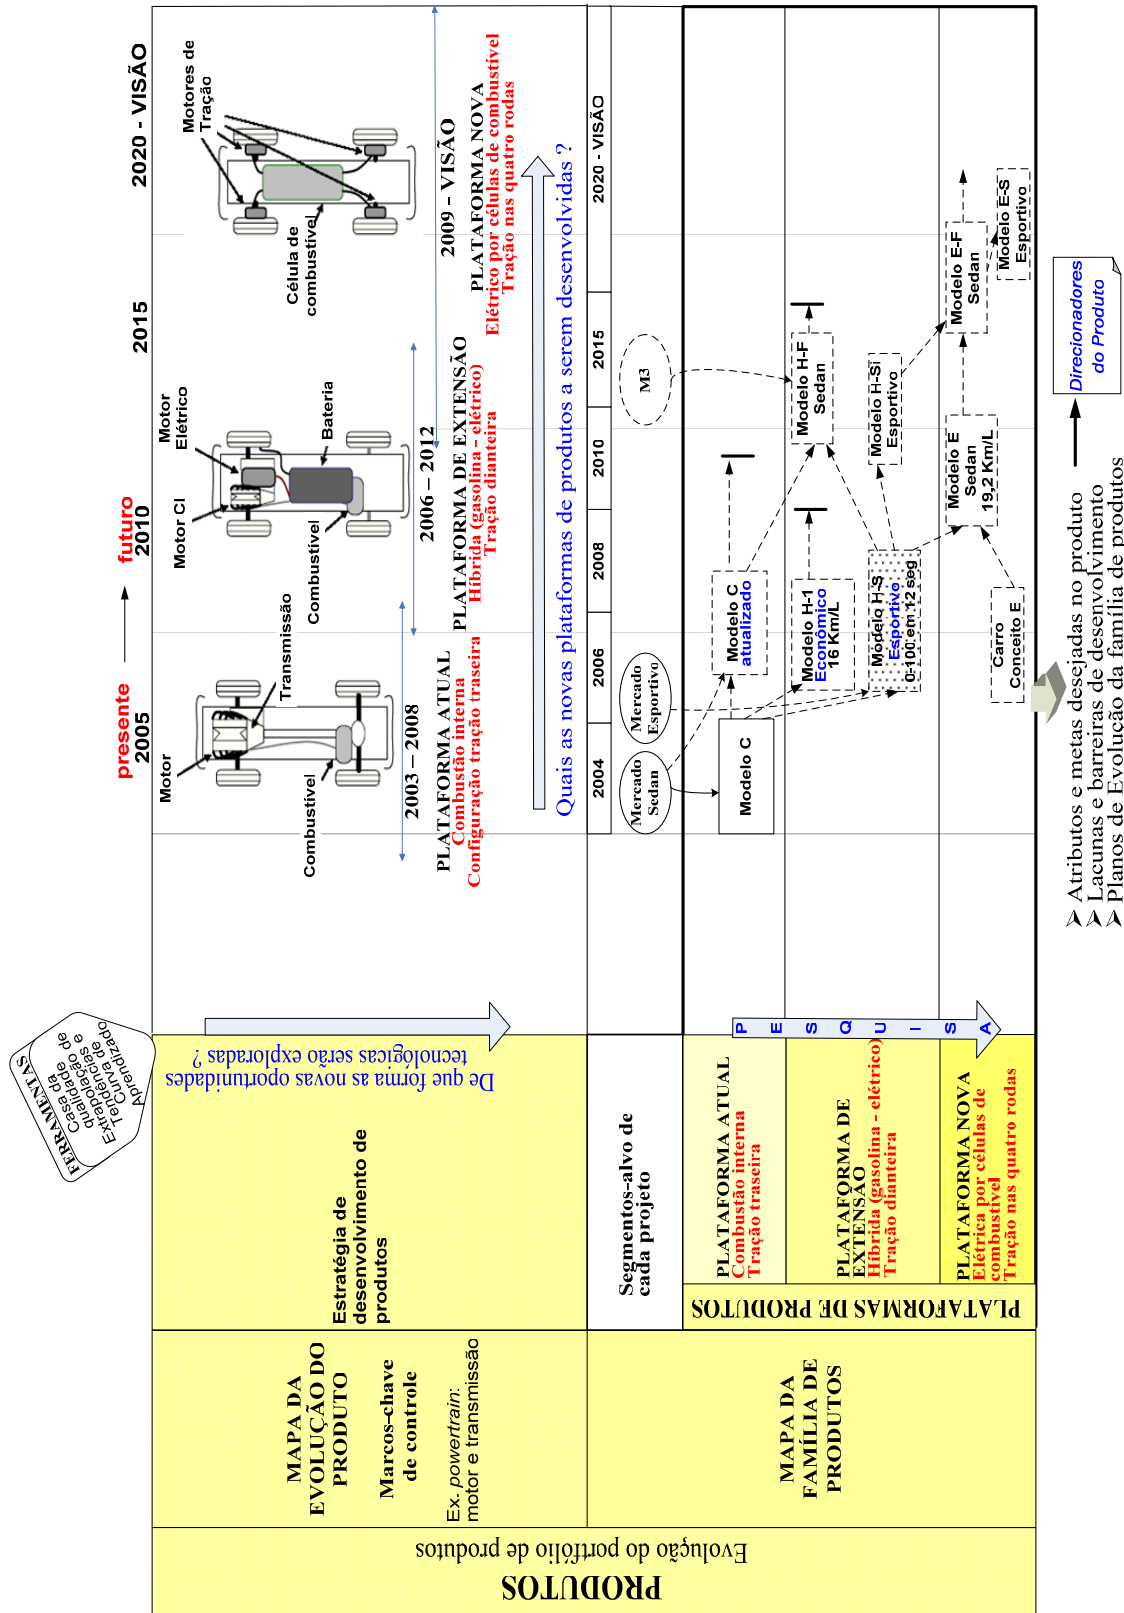 PRODUTOS
Evolução do portfólio de produtos
MAPA DA
EVOLUÇÃO DO
PRODUTO
Marcos-chave
de controle
Ex. powertrain:
motor e transmissão
Estratégia de
desenvolvimento de
produtos
FERRAMENTAS
Casa da
qualidade
Extrapolação de
Tendências e
Curva de
Aprendizado
De que forma as novas oportunidades
tecnológicas serão exploradas ?
presente
futuro
2005
2010
2015
2020 - VISÃO
Motor
Transmissão
Combustível
2003 – 2008
PLATAFORMA ATUAL
Combustão interna
Configuração tração traseira
Motor CI
Motor
Elétrico
Combustível
Bateria
2006 – 2012
PLATAFORMA DE EXTENSÃO
Híbrida (gasolina - elétrico)
Tração dianteira
Motores de
Tração
Célula de
combustível
2009 - VISÃO
PLATAFORMA NOVA
Elétrico por células de combustível
Tração nas quatro rodas
Quais as novas plataformas de produtos a serem desenvolvidas ?
2004
2006
2008
2010
2015
2020 - VISÃO
MAPA DA
FAMÍLIA DE
PRODUTOS
Segmentos-alvo de
cada projeto
Mercado
Sedan
Mercado
Esportivo
M3
PLATAFORMAS DE PRODUTOS
PLATAFORMA ATUAL
Combustão interna
Tração traseira
PLATAFORMA DE
EXTENSÃO
Híbrida (gasolina - elétrico)
Tração dianteira
PLATAFORMA NOVA
Elétrica por células de
combustível
Tração nas quatro rodas
PESQUISA
Modelo C
Modelo C
atualizado
Modelo H-1
Econômico
16 Km/L
Modelo H-F
Sedan
Modelo H-S
Esportivo
0-100 em 12 seg
Modelo H-Si
Esportivo
Carro
Conceito E
Modelo E
Sedan
19,2 Km/L
Modelo E-F
Sedan
Modelo E-S
Esportivo
➢ Atributos e metas desejadas no produto
➢ Lacunas e barreiras de desenvolvimento
➢ Planos de Evolução da família de produtos
Direcionadores
do Produto